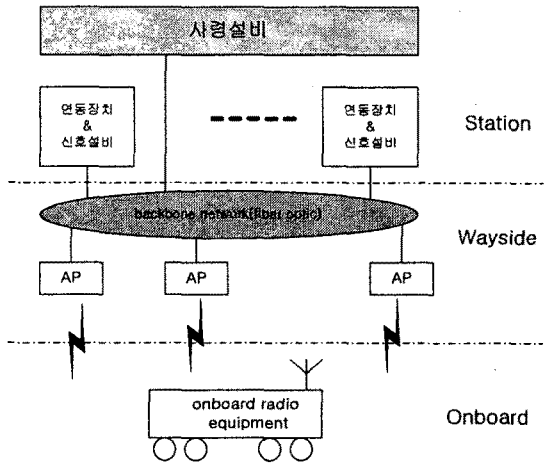 사령설비
연동장치
&
신호설비
연동장치
&
신호설비
Station
backbone network(fiber optic)
Wayside
AP
AP
AP
onboard radio
equipment
Onboard